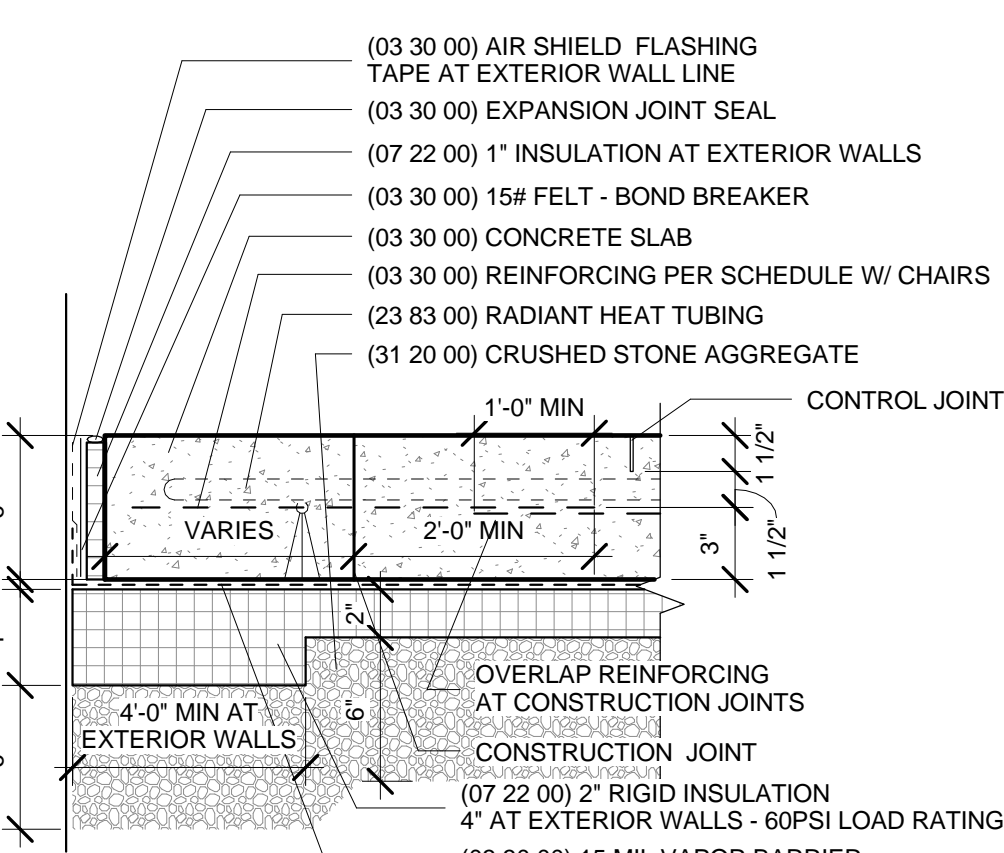 (03 30 00) AIR SHIELD FLASHING
TAPE AT EXTERIOR WALL LINE
(03 30 00) EXPANSION JOINT SEAL
(07 22 00) 1" INSULATION AT EXTERIOR WALLS
(03 30 00) 15# FELT - BOND BREAKER
(03 30 00) CONCRETE SLAB
(03 30 00) REINFORCING PER SCHEDULE W/ CHAIRS
(23 83 00) RADIANT HEAT TUBING
(31 20 00) CRUSHED STONE AGGREGATE
1'-0" MIN
CONTROL JOINT
1 1/2"
VARIES
2'-0" MIN
3"
1 1/2"
2"
OVERLAP REINFORCING
AT CONSTRUCTION JOINTS
4'-0" MIN AT
EXTERIOR WALLS
6"
CONSTRUCTION JOINT
(07 22 00) 2" RIGID INSULATION
4" AT EXTERIOR WALLS - 60PSI LOAD RATING
15 MIL VAPOR BARRIER